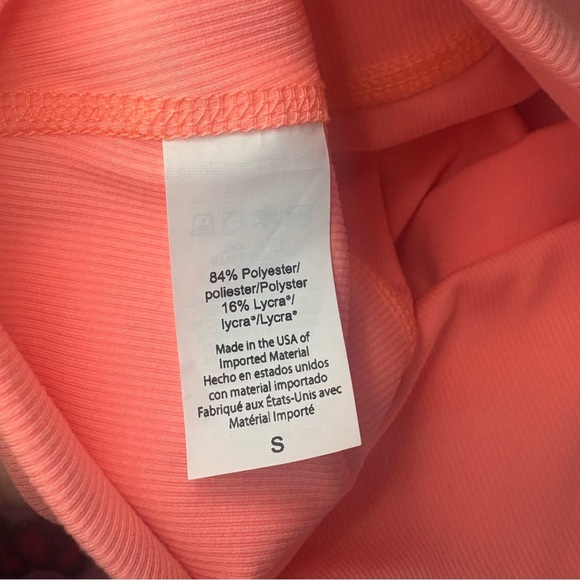 84% Polyester/
poliester/Polyster
16% Lycra®/
lycra®/Lycra®
Made in the USA of
Imported Material
Hecho en estados unidos
con material importado
Fabriqué aux États-Unis avec
Matérial Importé
S